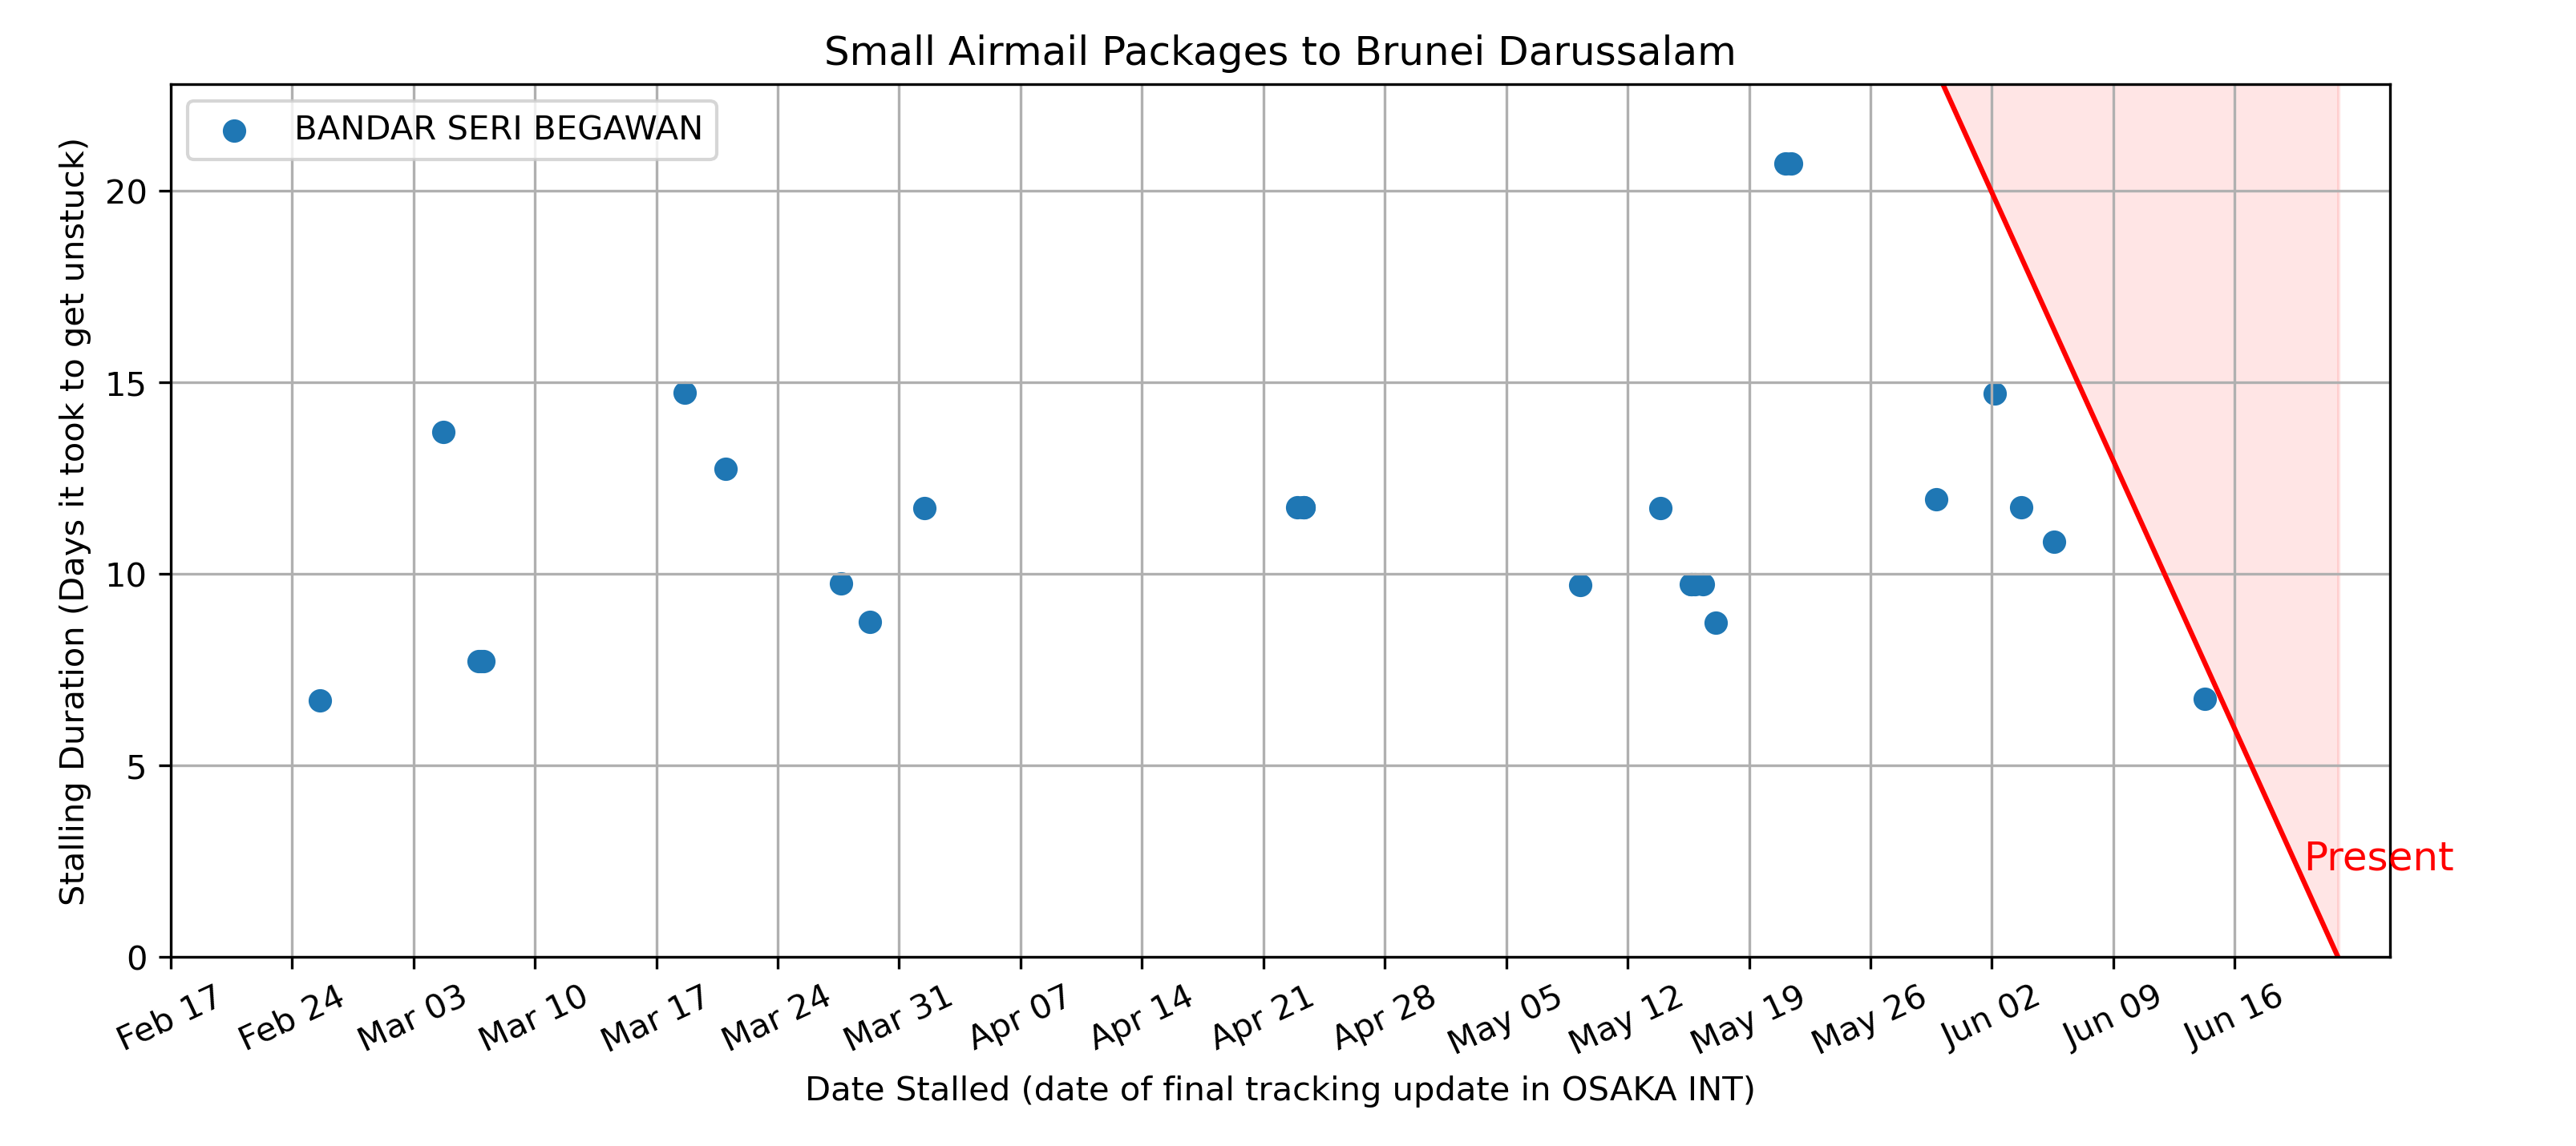 Small Airmail Packages to Brunei Darussalam
BANDAR SERI BEGAWAN
Stalling Duration (Days it took to get unstuck)
20
15
10
5
0
Present
Feb 17
Feb 24
Mar 03
Mar 10
Mar 17
Mar 24
Mar 31
Apr 07
Apr 14
Apr 21
Apr 28
May 05
May 12
May 19
May 26
Jun 02
Jun 09
Jun 16
Date Stalled (date of final tracking update in OSAKA INT)